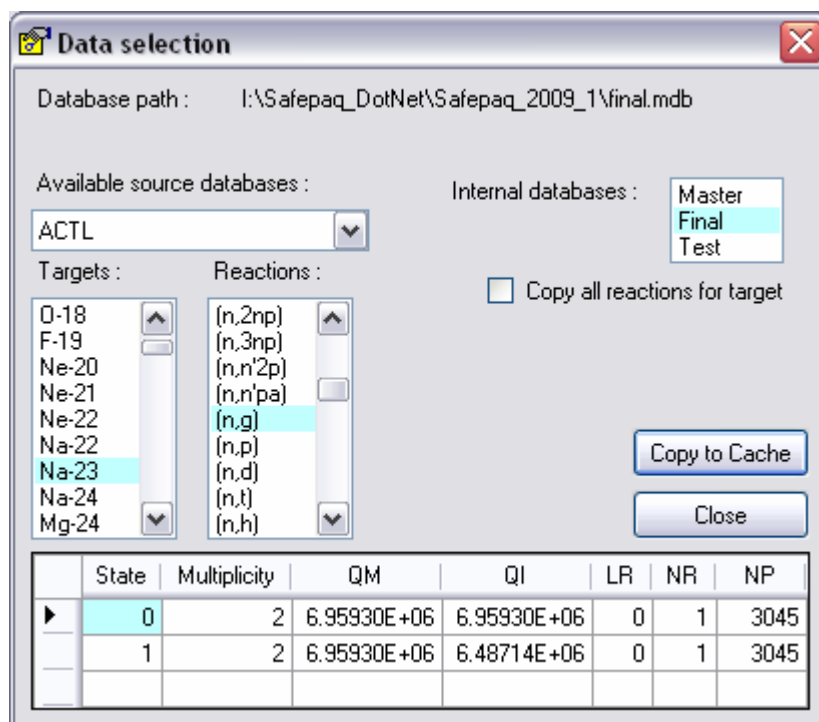 Data selection
Database path : I:\Safepaq_DotNet\Safepaq_2009_1\final.mdb
Available source databases :
ACTL
Internal databases :
Master
Final
Test
Copy all reactions for target
Targets :
O-18
F-19
Ne-20
Ne-21
Ne-22
Na-22
Na-23
Na-24
Mg-24
Reactions :
(n,2np)
(n,3np)
(n,n'2p)
(n,n'pa)
(n,g)
(n,p)
(n,d)
(n,t)
(n,h)
Copy to Cache
Close
State Multiplicity QM QI LR NR NP
0 2 6.95930E+06 6.95930E+06 0 1 3045
1 2 6.95930E+06 6.48714E+06 0 1 3045